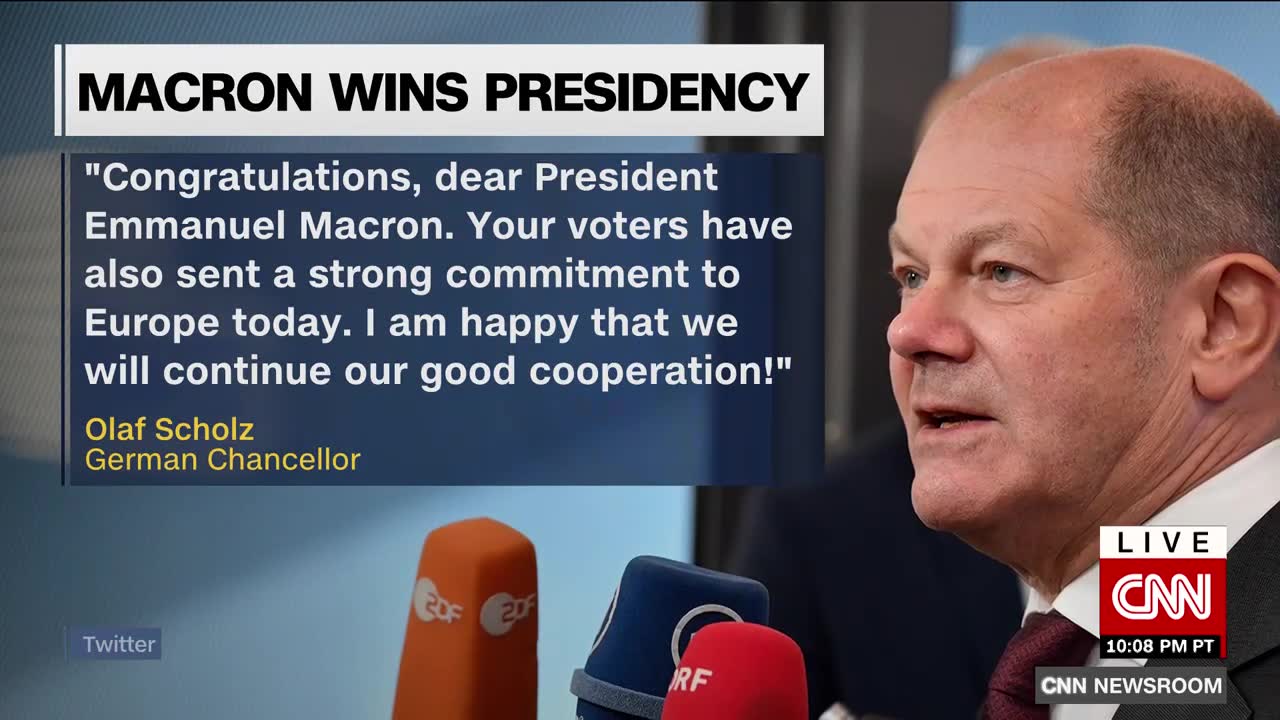 MACRON WINS PRESIDENCY
"Congratulations, dear President
Emmanuel Macron. Your voters have
also sent a strong commitment to
Europe today. I am happy that we
will continue our good cooperation!"
Olaf Scholz
German Chancellor
ZDF ZDF
ORF
Twitter
LIVE
CNN
10:08 PM PT
CNN NEWSROOM